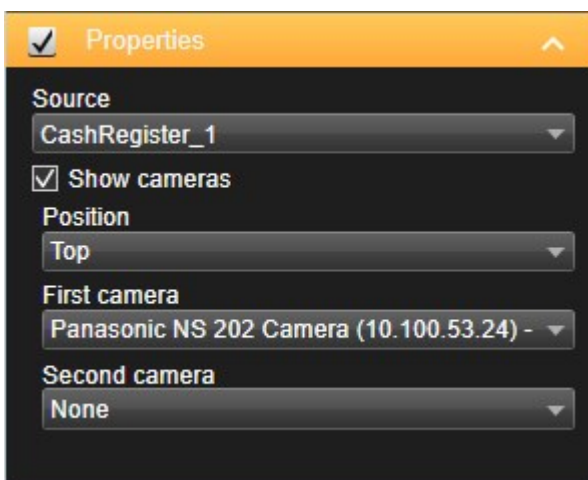 Properties
Source
CashRegister_1
Show cameras
Position
Top
First camera
Panasonic NS 202 Camera (10.100.53.24) -
Second camera
None